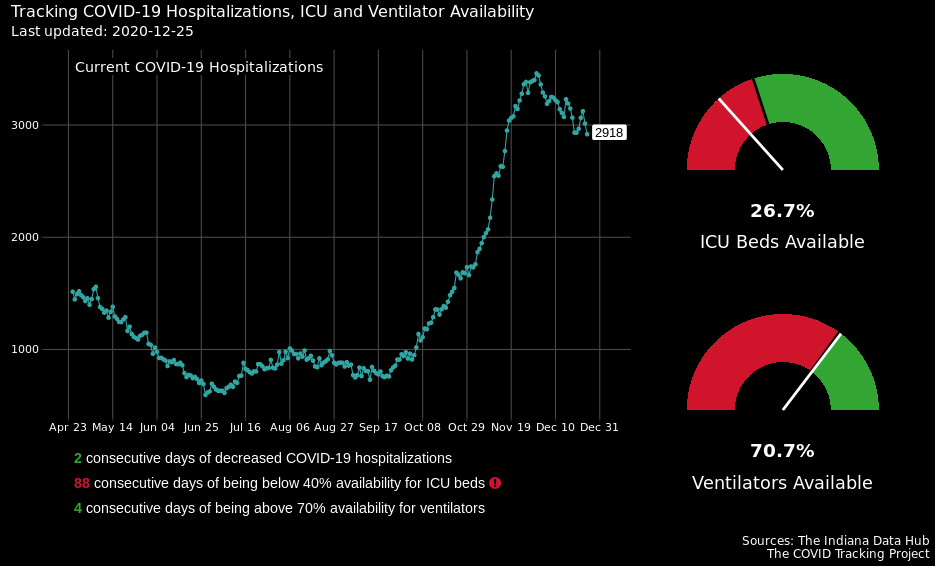 Tracking COVID-19 Hospitalizations, ICU and Ventilator Availability
Last updated: 2020-12-25
Current COVID-19 Hospitalizations
3000
2918
2000
1000
Apr 23 May 14 Jun 04 Jun 25 Jul 16 Aug 06 Aug 27 Sep 17 Oct 08 Oct 29 Nov 19 Dec 10 Dec 31
26.7%
ICU Beds Available
70.7%
Ventilators Available
2 consecutive days of decreased COVID-19 hospitalizations
88 consecutive days of being below 40% availability for ICU beds !
4 consecutive days of being above 70% availability for ventilators
Sources: The Indiana Data Hub
The COVID Tracking Project